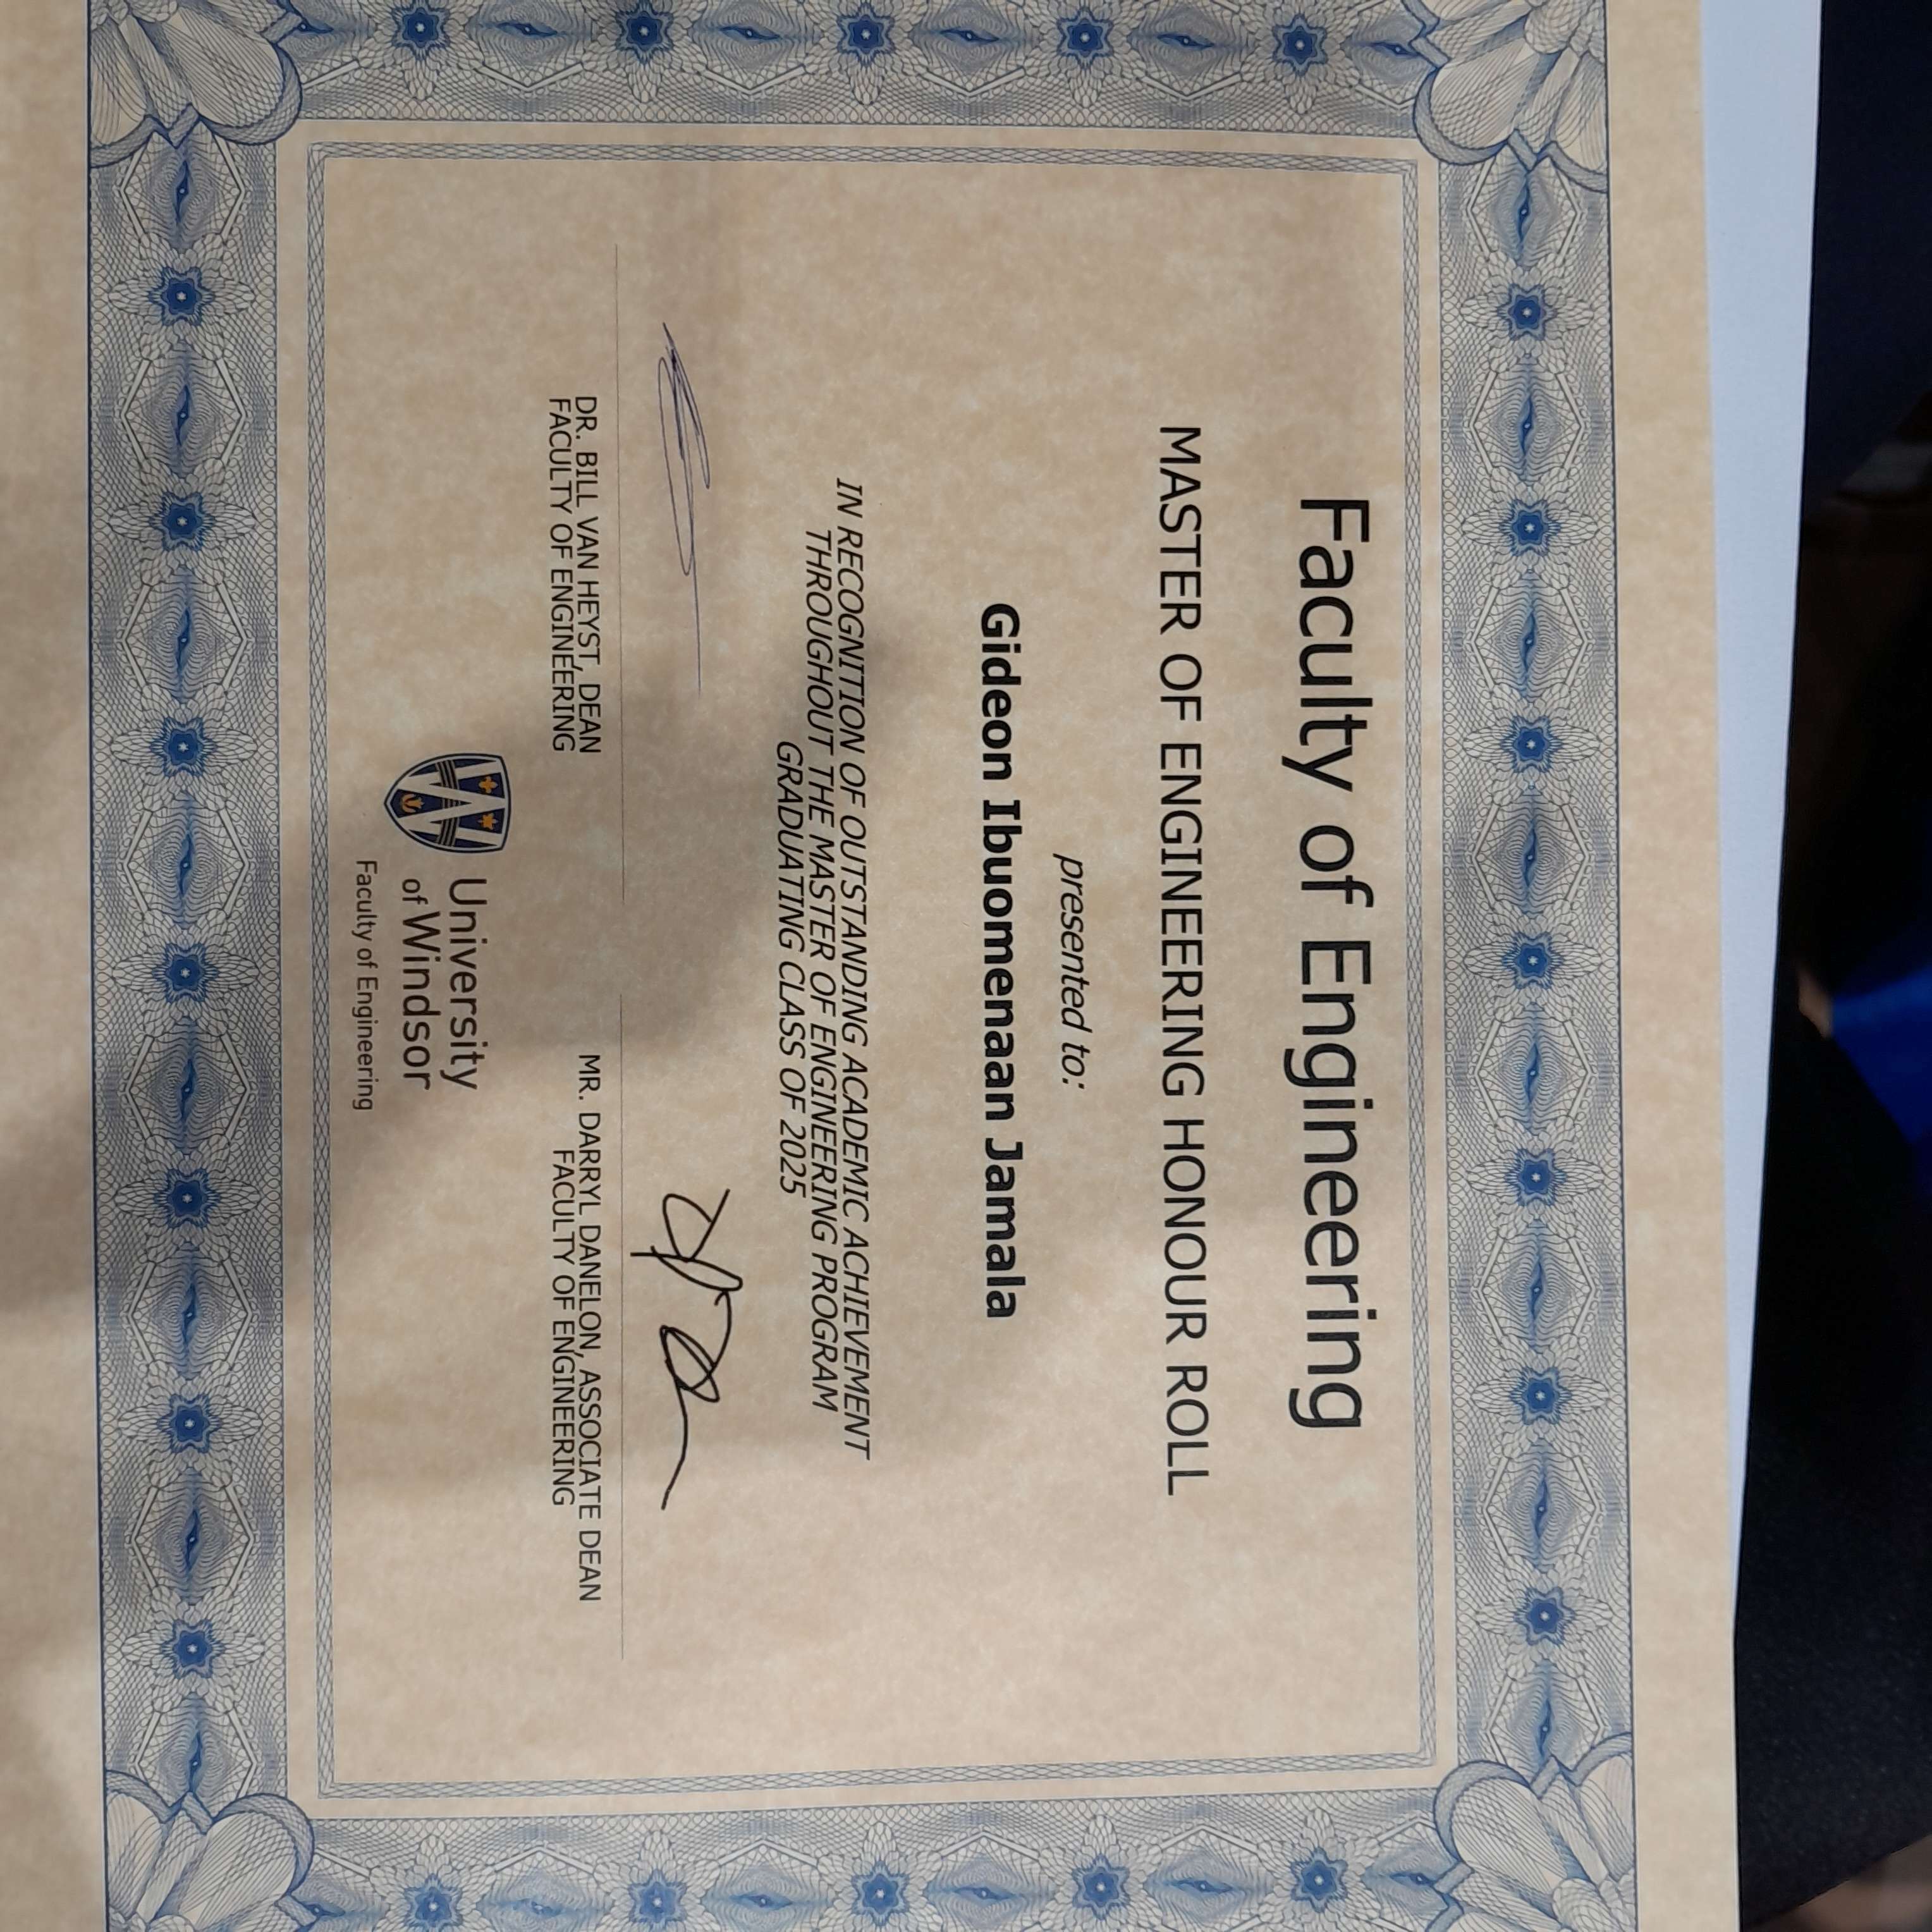 Faculty of Engineering
MASTER OF ENGINEERING HONOUR ROLL
presented to:
Gideon Ibuomenaan Jamala
IN RECOGNITION OF OUTSTANDING ACADEMIC ACHIEVEMENT
THROUGHOUT THE MASTER OF ENGINEERING PROGRAM
GRADUATING CLASS OF 2025
DR. BILL VAN HEYST, DEAN
FACULTY OF ENGINEERING
MR. DARRYL DANELON, ASSOCIATE DEAN
FACULTY OF ENGINEERING
University
of Windsor
Faculty of Engineering